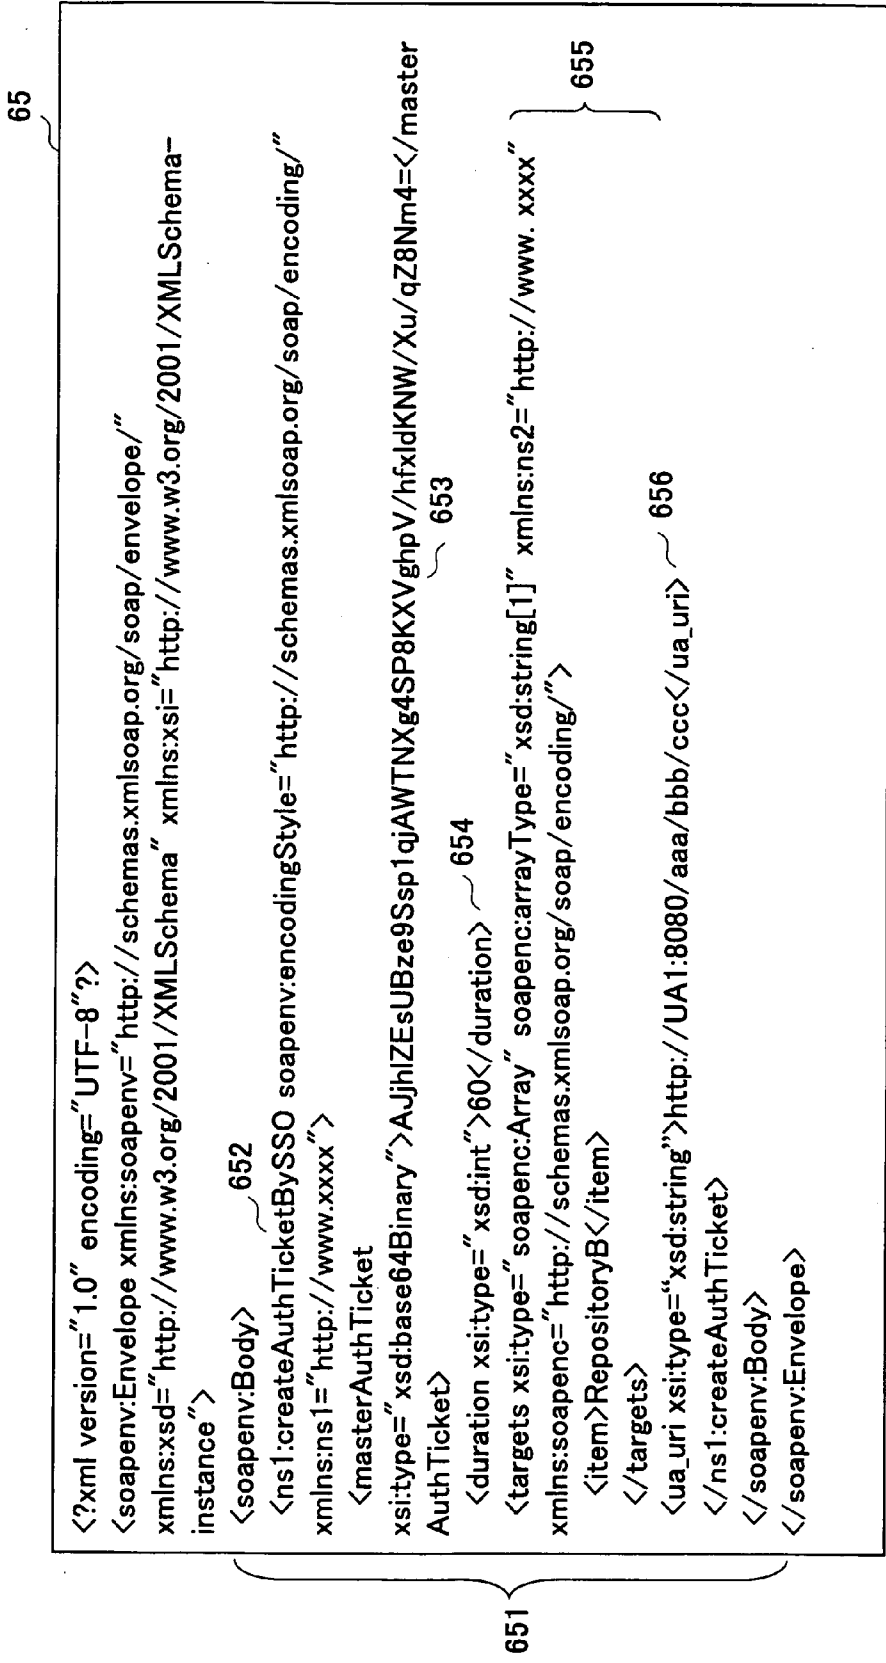 65
<?xml version="1.0" encoding="UTF-8"?>
<soapenv:Envelope xmlns:soapenv="http://schemas.xmlsoap.org/soap/envelope/"
xmlns:xsd="http://www.w3.org/2001/XMLSchema" xmlns:xsi="http://www.w3.org/2001/XMLSchema-
instance">
<soapenv:Body> 652
<ns1:createAuthTicketBySSO soapenv:encodingStyle="http://schemas.xmlsoap.org/soap/encoding/"
xmlns:ns1="http://www.xxxx">
<masterAuthTicket
xsi:type="xsd:base64Binary">AJjhIZEsUBze9Ssp1qjAWTNXg4SP8KXVghpV/hfxIdKNW/Xu/qZ8Nm4=</master
AuthTicket> 653
<duration xsi:type="xsd:int">60</duration> 654
<targets xsi:type="soapenc:Array" soapenc:arrayType="xsd:string[1]" xmlns:ns2="http://www. xxxx"
xmlns:soapenc="http://schemas.xmlsoap.org/soap/encoding/"> 655
<item>RepositoryB</item>
</targets>
<ua_uri xsi:type="xsd:string">http://UA1:8080/aaa/bbb/ccc</ua_uri> 656
</ns1:createAuthTicket>
</soapenv:Body>
</soapenv:Envelope>
651